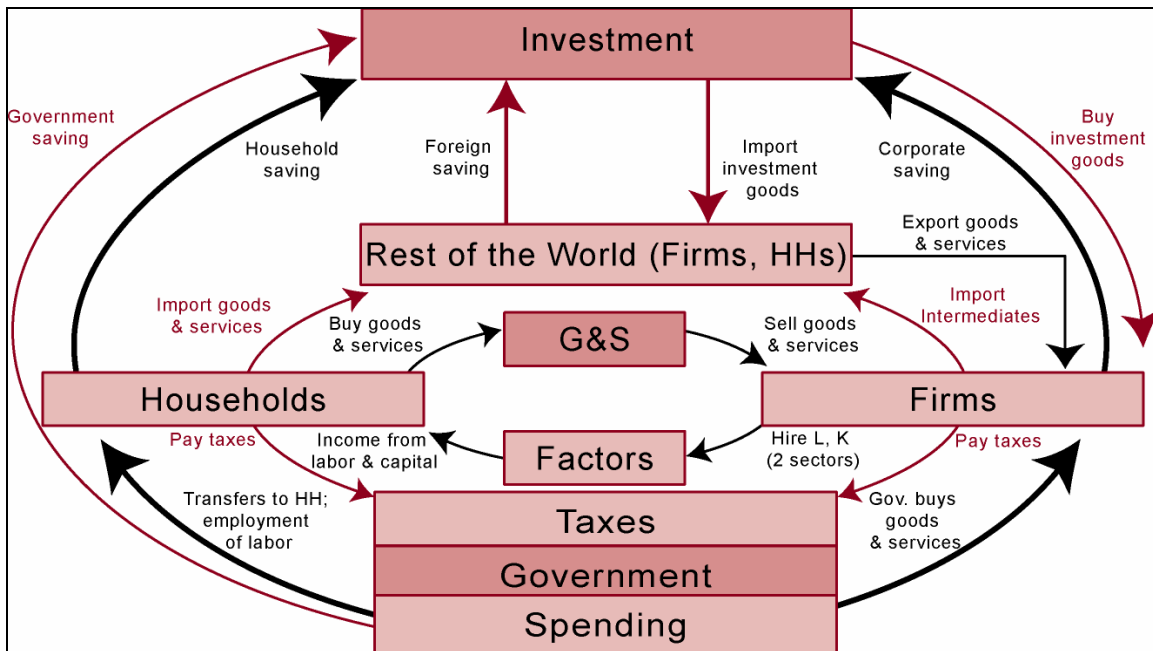 Investment
Government
saving
Household
saving
Foreign
saving
Import
investment
goods
Corporate
saving
Buy
investment
goods
Export goods
& services
Rest of the World (Firms, HHs)
Import goods
& services
Buy goods
& services
G&S
Sell goods
& services
Import
Intermediates
Households
Firms
Pay taxes
Income from
labor & capital
Factors
Hire L, K
(2 sectors)
Pay taxes
Transfers to HH;
employment
of labor
Taxes
Gov. buys
goods
& services
Government
Spending